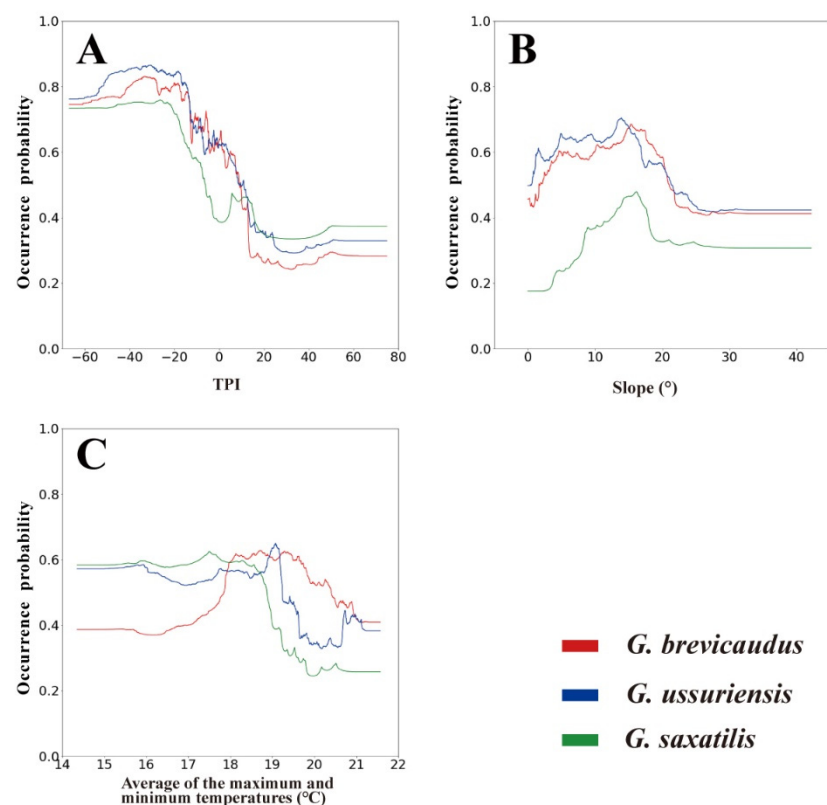 A
Occurrence probability
1.0
0.8
0.6
0.4
0.2
0.0
−60 −40 −20 0 20 40 60 80
TPI
B
Occurrence probability
1.0
0.8
0.6
0.4
0.2
0.0
0 10 20 30 40
Slope (°)
C
Occurrence probability
1.0
0.8
0.6
0.4
0.2
0.0
14 15 16 17 18 19 20 21 22
Average of the maximum and
minimum temperatures (°C)
G. brevicaudus
G. ussuriensis
G. saxatilis